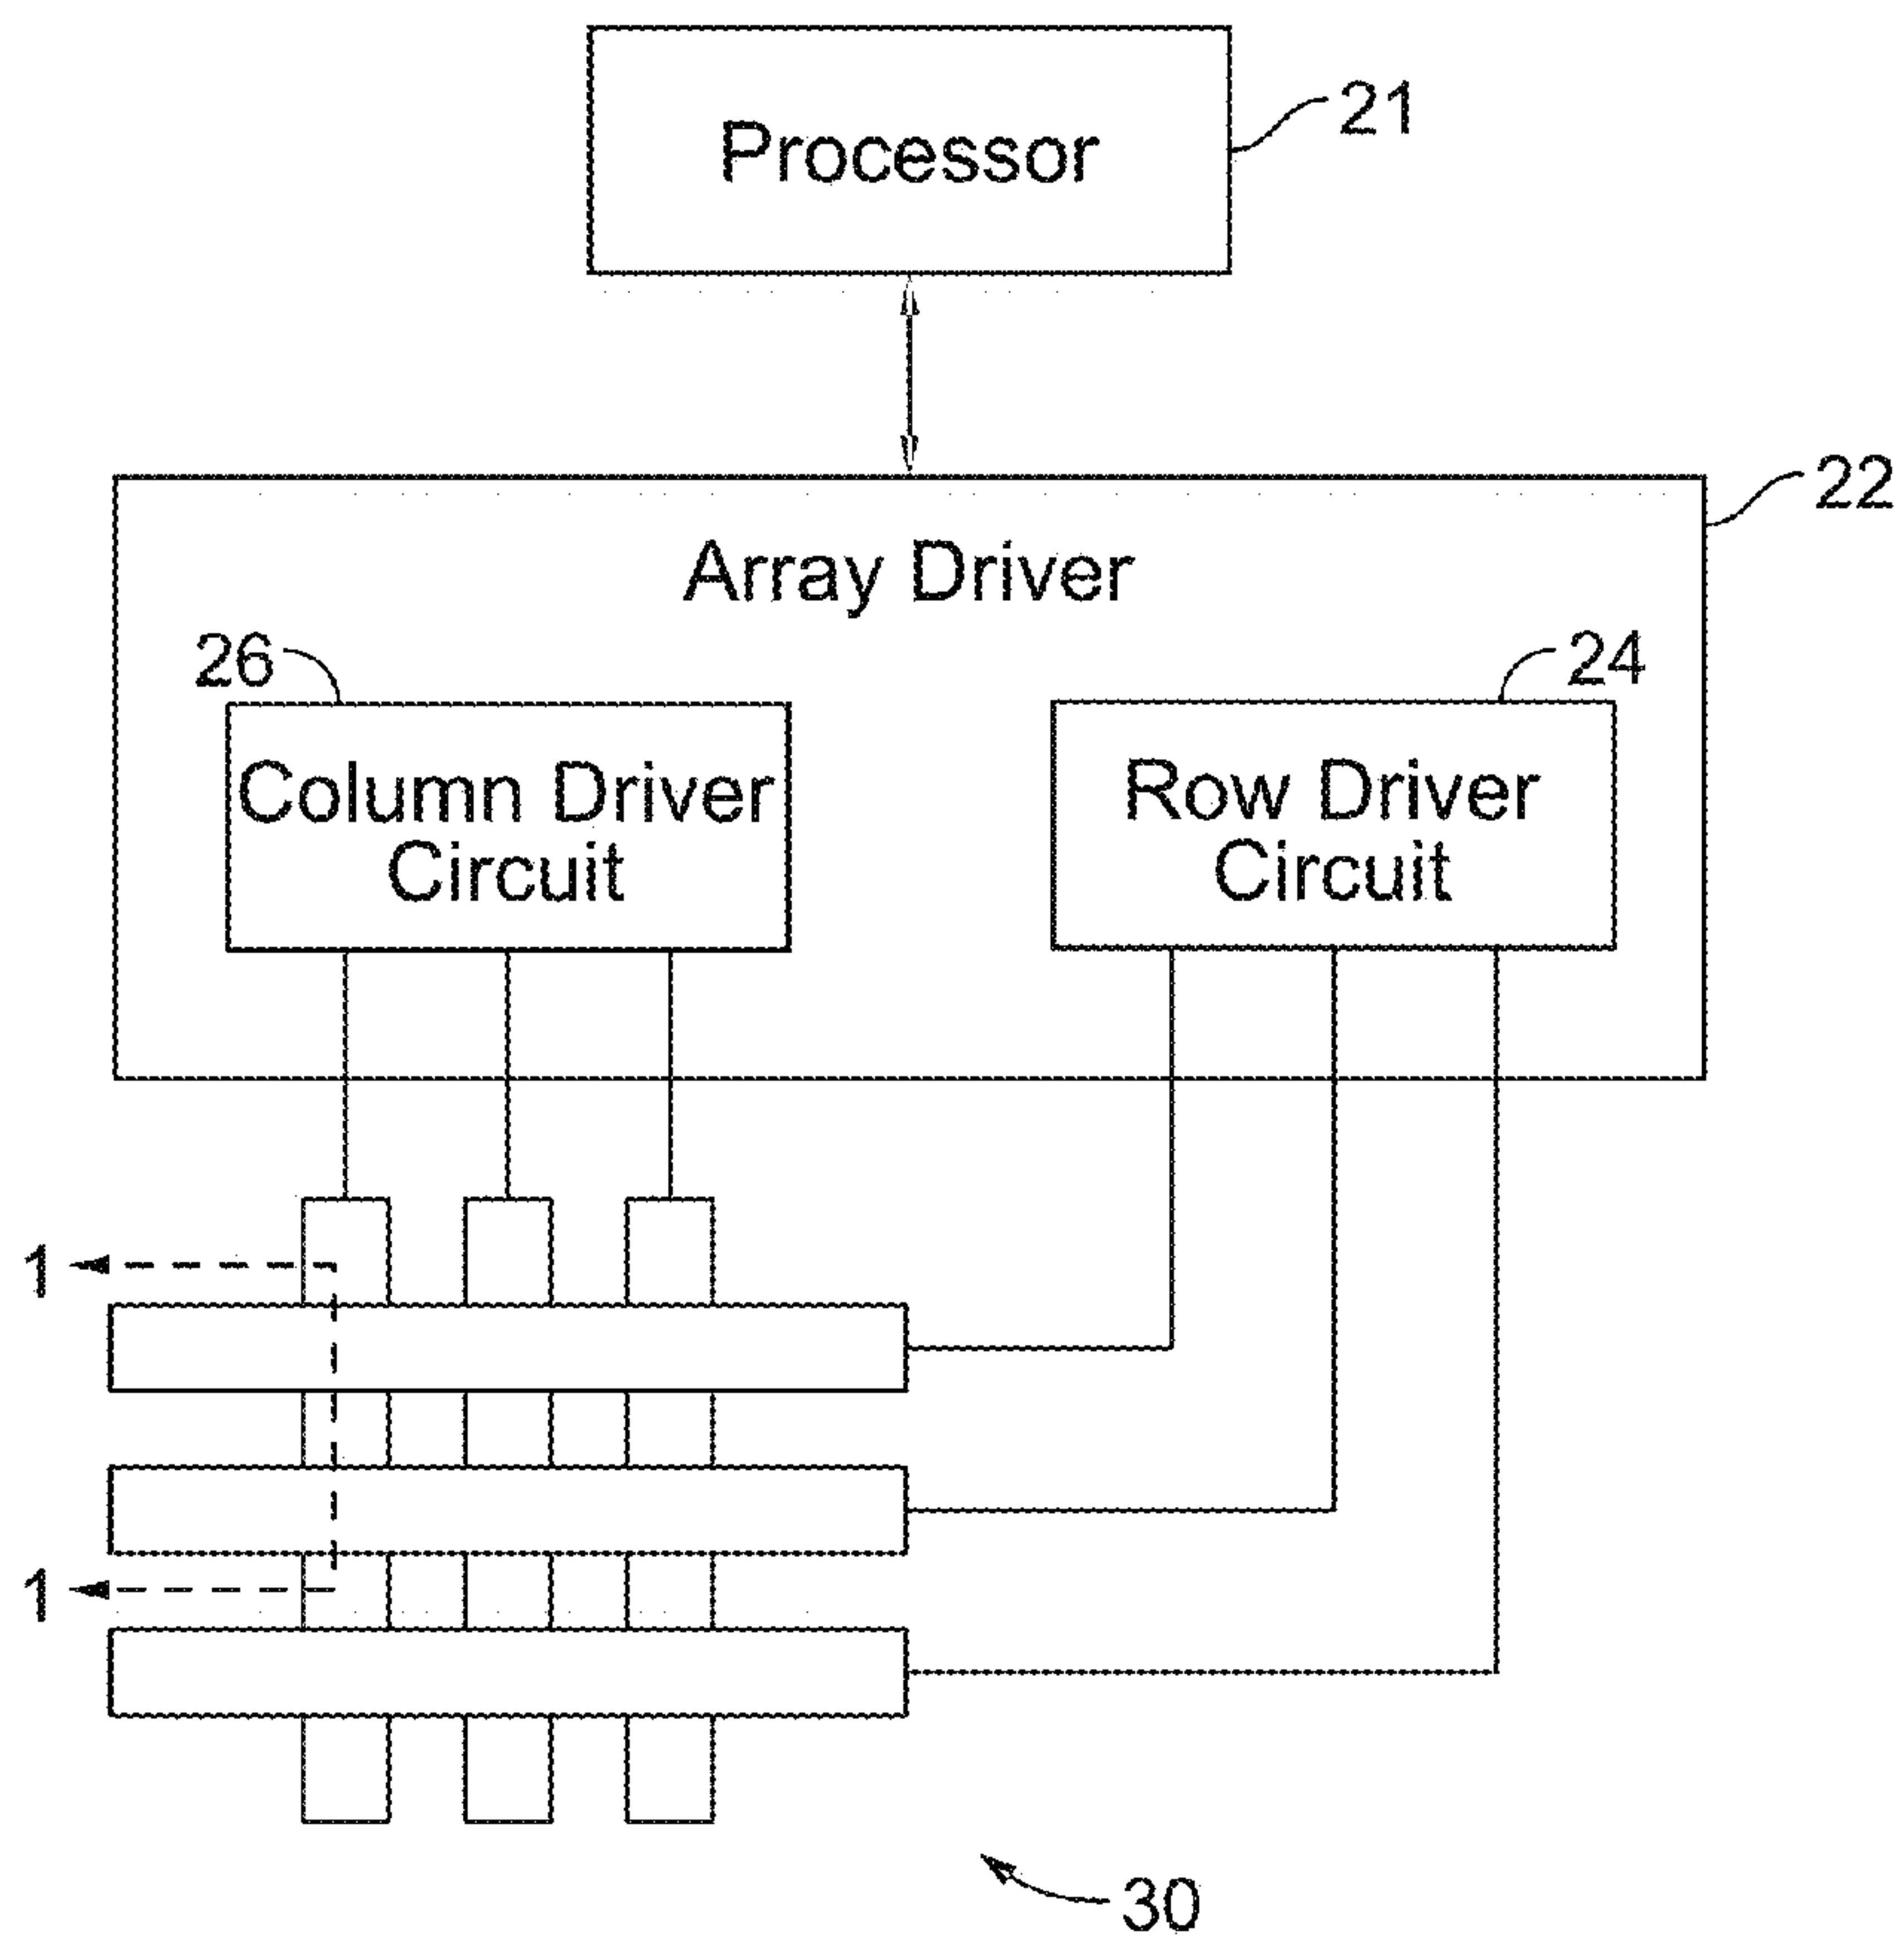 Processor
21
22
Array Driver
26
24
Column Driver
Circuit
Row Driver
Circuit
1
1
30